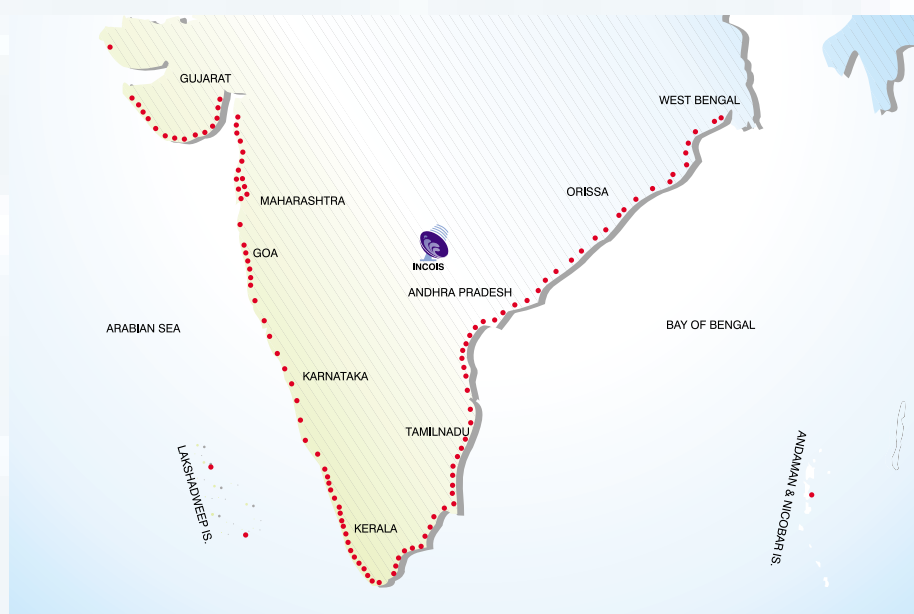 GUJARAT
WEST BENGAL
ORISSA
MAHARASHTRA
GOA
INCOIS
ANDHRA PRADESH
ARABIAN SEA
BAY OF BENGAL
KARNATAKA
TAMILNADU
LAKSHADWEEP IS.
ANDAMAN & NICOBAR IS.
KERALA